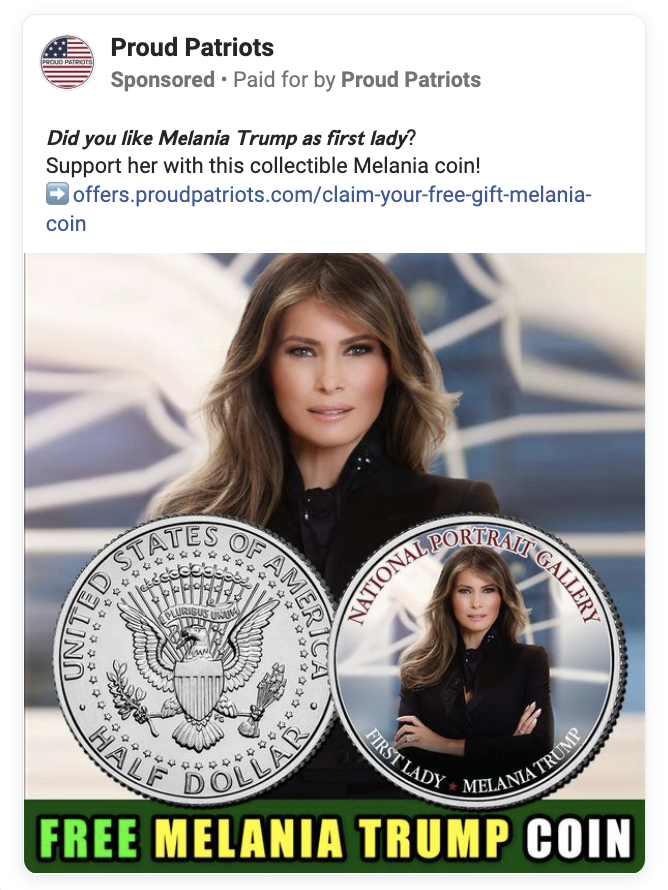 Proud Patriots
PROUD PATRIOTS
Sponsored • Paid for by Proud Patriots
Did you like Melania Trump as first lady?
Support her with this collectible Melania coin!
➡️ offers.proudpatriots.com/claim-your-free-gift-melania-
coin
UNITED STATES OF AMERICA
E PLURIBUS UNUM
HALF DOLLAR
NATIONAL PORTRAIT GALLERY
FIRST LADY ★ MELANIA TRUMP
FREE MELANIA TRUMP COIN